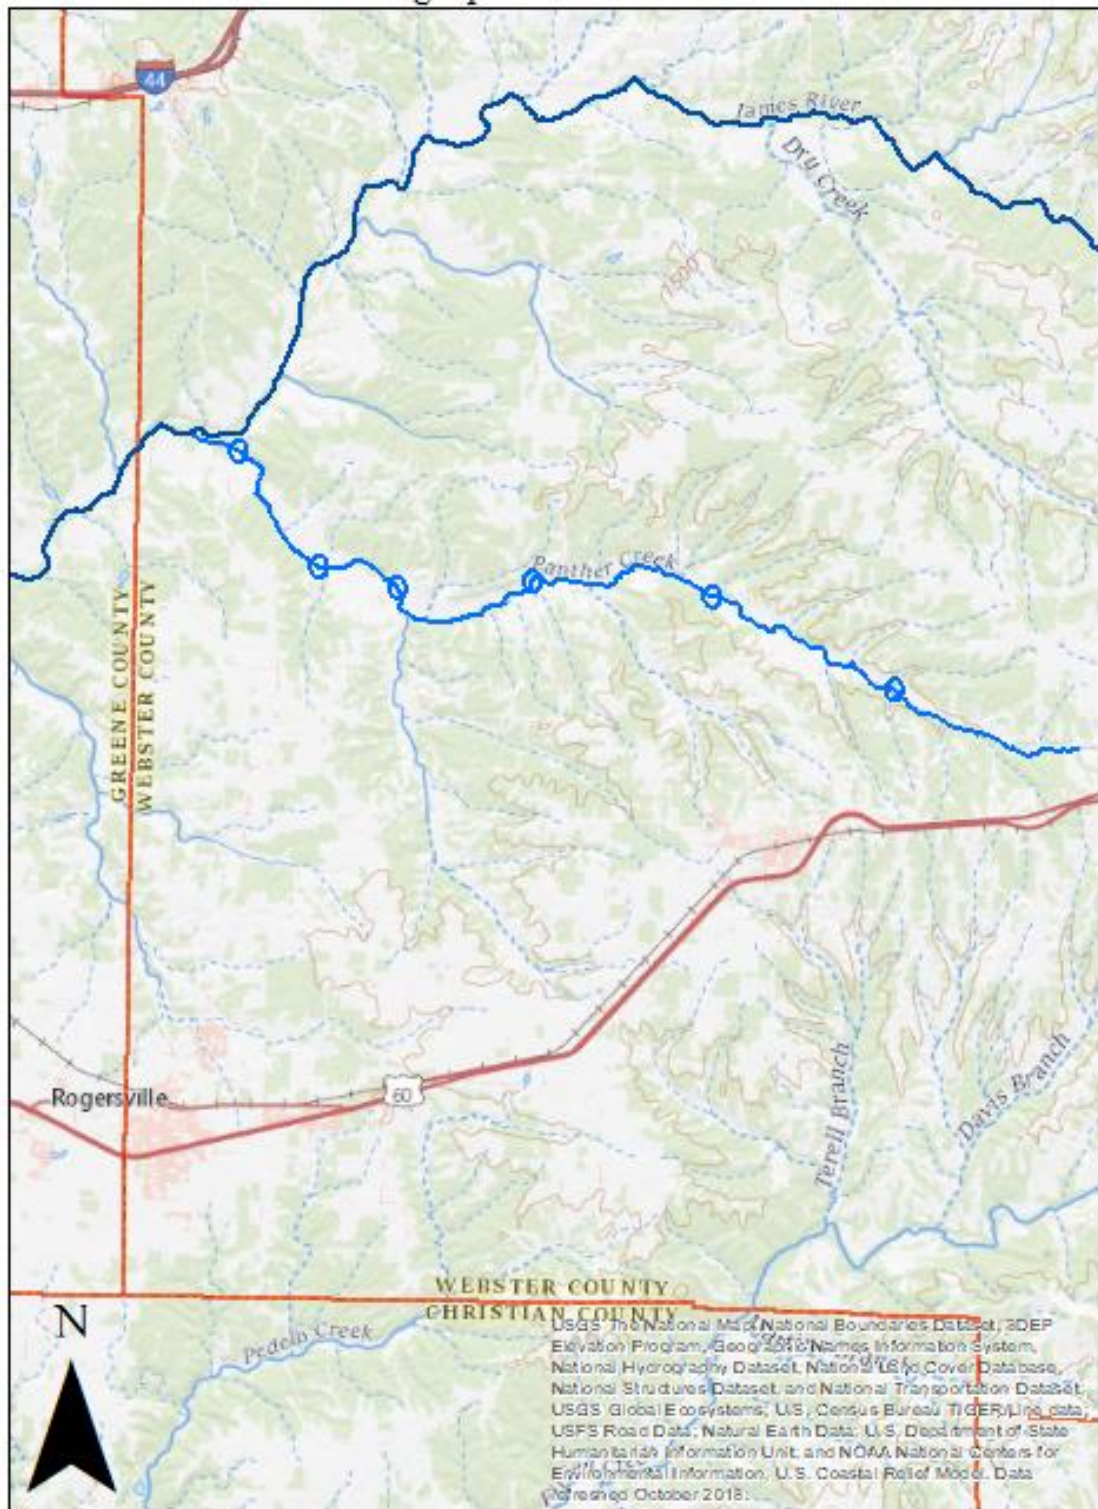 44
James River
Dry Creek
1500
Panther Creek
GREENE COUNTY
WEBSTER COUNTY
Rogersville
60
Terell Branch
Davis Branch
WEBSTER COUNTY
CHRISTIAN COUNTY
N
Pedelo Creek
USGS The National Map: National Boundaries Dataset, 3DEP
Elevation Program, Geographic Names Information System,
National Hydrography Dataset, National Land Cover Database,
National Structures Dataset, and National Transportation Dataset;
USGS Global Ecosystems; U.S. Census Bureau TIGER/Line data;
USFS Road Data; Natural Earth Data; U.S. Department of State
Humanitarian Information Unit; and NOAA National Centers for
Environmental Information, U.S. Coastal Relief Model. Data
refreshed October 2018.